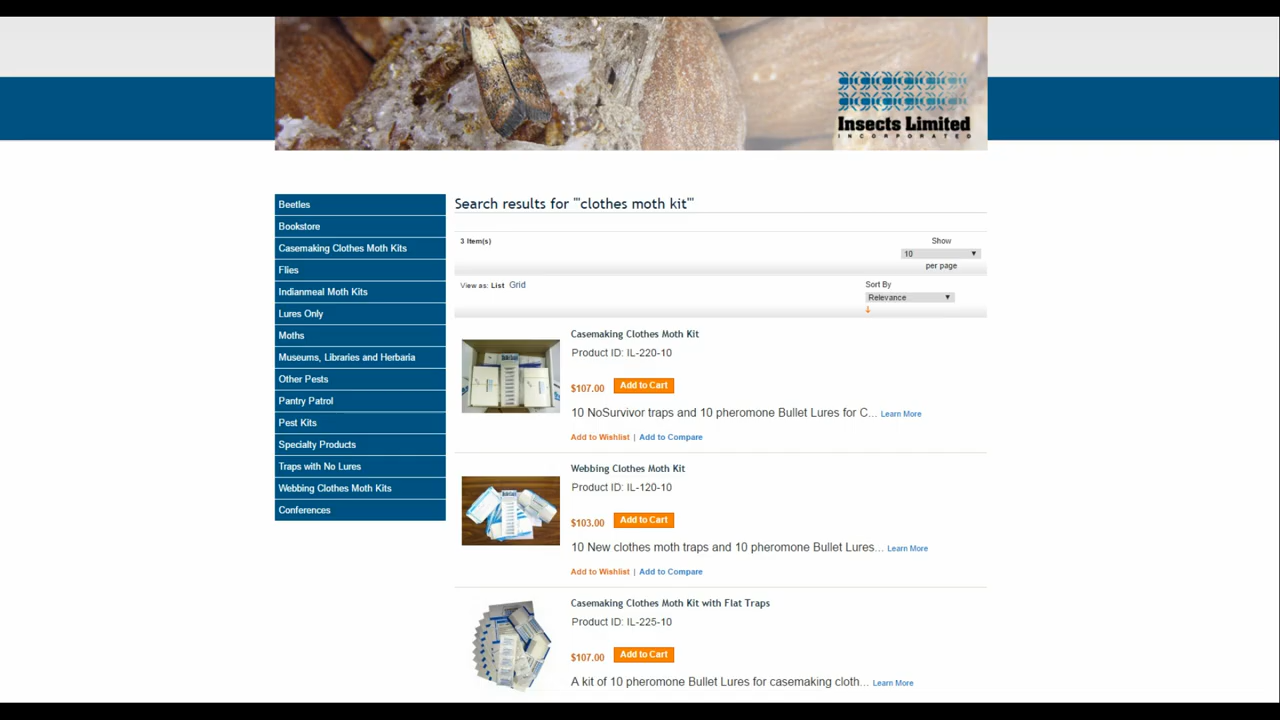 Insects Limited
INCORPORATED
Beetles
Bookstore
Casemaking Clothes Moth Kits
Flies
Indianmeal Moth Kits
Lures Only
Moths
Museums, Libraries and Herbaria
Other Pests
Pantry Patrol
Pest Kits
Specialty Products
Traps with No Lures
Webbing Clothes Moth Kits
Conferences
Search results for '"clothes moth kit"'
3 Item(s)
Show
10
per page
View as: List Grid
Sort By
Relevance
Casemaking Clothes Moth Kit
Product ID: IL-220-10
$107.00 Add to Cart
10 NoSurvivor traps and 10 pheromone Bullet Lures for C... Learn More
Add to Wishlist | Add to Compare
Webbing Clothes Moth Kit
Product ID: IL-120-10
$103.00 Add to Cart
10 New clothes moth traps and 10 pheromone Bullet Lures... Learn More
Add to Wishlist | Add to Compare
Casemaking Clothes Moth Kit with Flat Traps
Product ID: IL-225-10
$107.00 Add to Cart
A kit of 10 pheromone Bullet Lures for casemaking cloth... Learn More